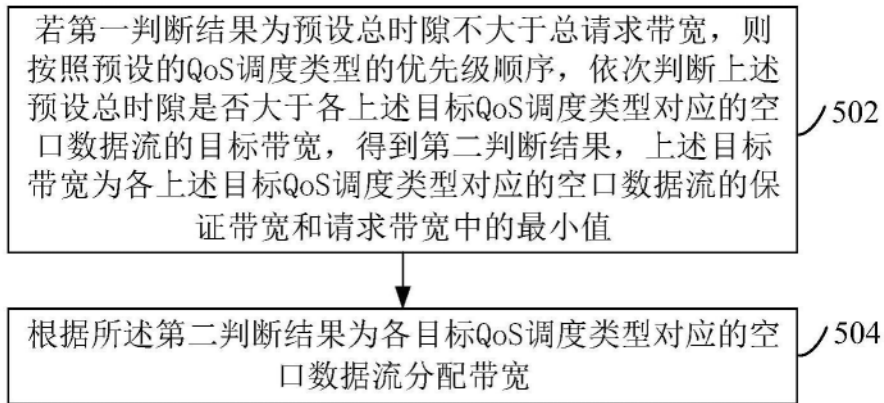 若第一判断结果为预设总时隙不大于总请求带宽，则
按照预设的QoS调度类型的优先级顺序，依次判断上述
预设总时隙是否大于各上述目标QoS调度类型对应的空
口数据流的目标带宽，得到第二判断结果，上述目标
带宽为各上述目标QoS调度类型对应的空口数据流的保
证带宽和请求带宽中的最小值
502
根据所述第二判断结果为各目标QoS调度类型对应的空
口数据流分配带宽
504